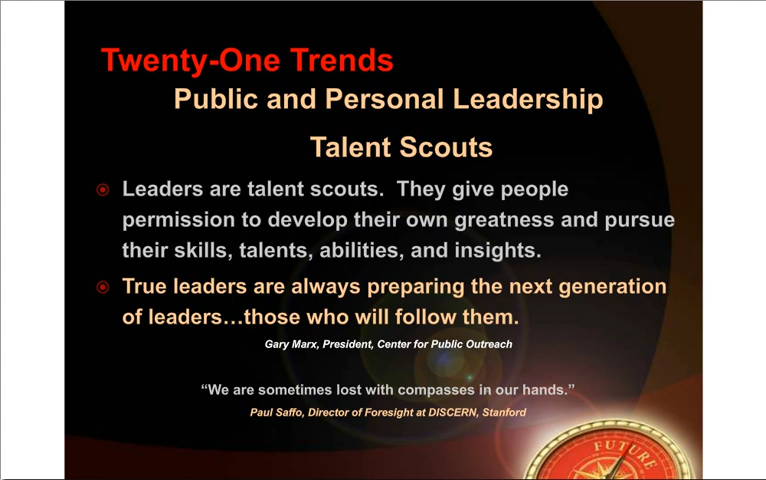 Twenty-One Trends
Public and Personal Leadership
Talent Scouts
Leaders are talent scouts.  They give people
permission to develop their own greatness and pursue
their skills, talents, abilities, and insights.
True leaders are always preparing the next generation
of leaders…those who will follow them.
Gary Marx, President, Center for Public Outreach
“We are sometimes lost with compasses in our hands.”
Paul Saffo, Director of Foresight at DISCERN, Stanford
FUTURE